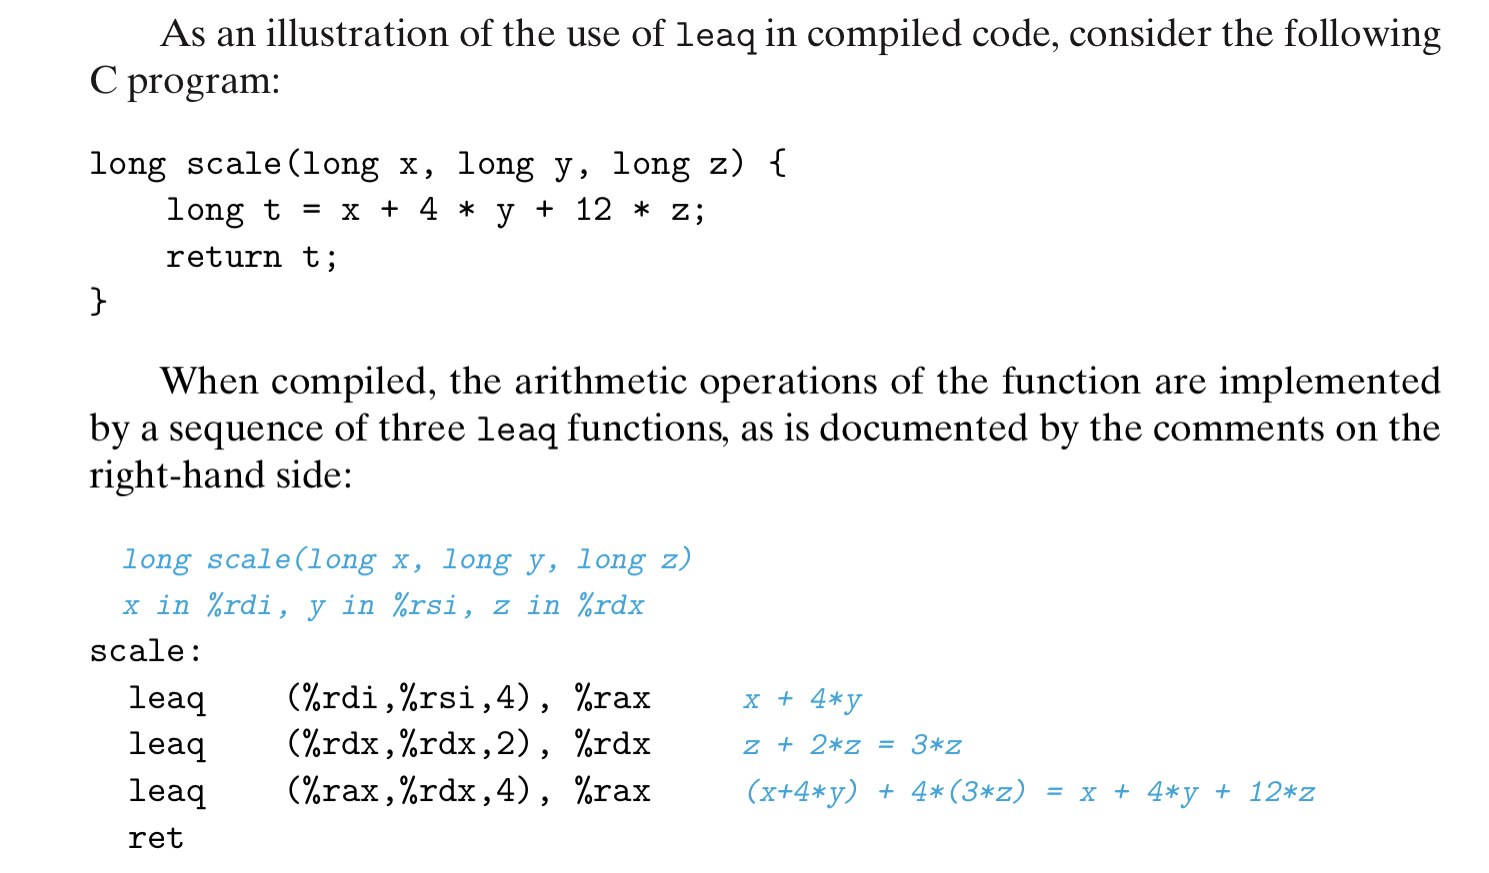 As an illustration of the use of leaq in compiled code, consider the following
C program:
long scale(long x, long y, long z) {
    long t = x + 4 * y + 12 * z;
    return t;
}
When compiled, the arithmetic operations of the function are implemented
by a sequence of three leaq functions, as is documented by the comments on the
right-hand side:
long scale(long x, long y, long z)
x in %rdi, y in %rsi, z in %rdx
scale:
  leaq    (%rdi,%rsi,4), %rax    x + 4*y
  leaq    (%rdx,%rdx,2), %rdx    z + 2*z = 3*z
  leaq    (%rax,%rdx,4), %rax    (x+4*y) + 4*(3*z) = x + 4*y + 12*z
  ret